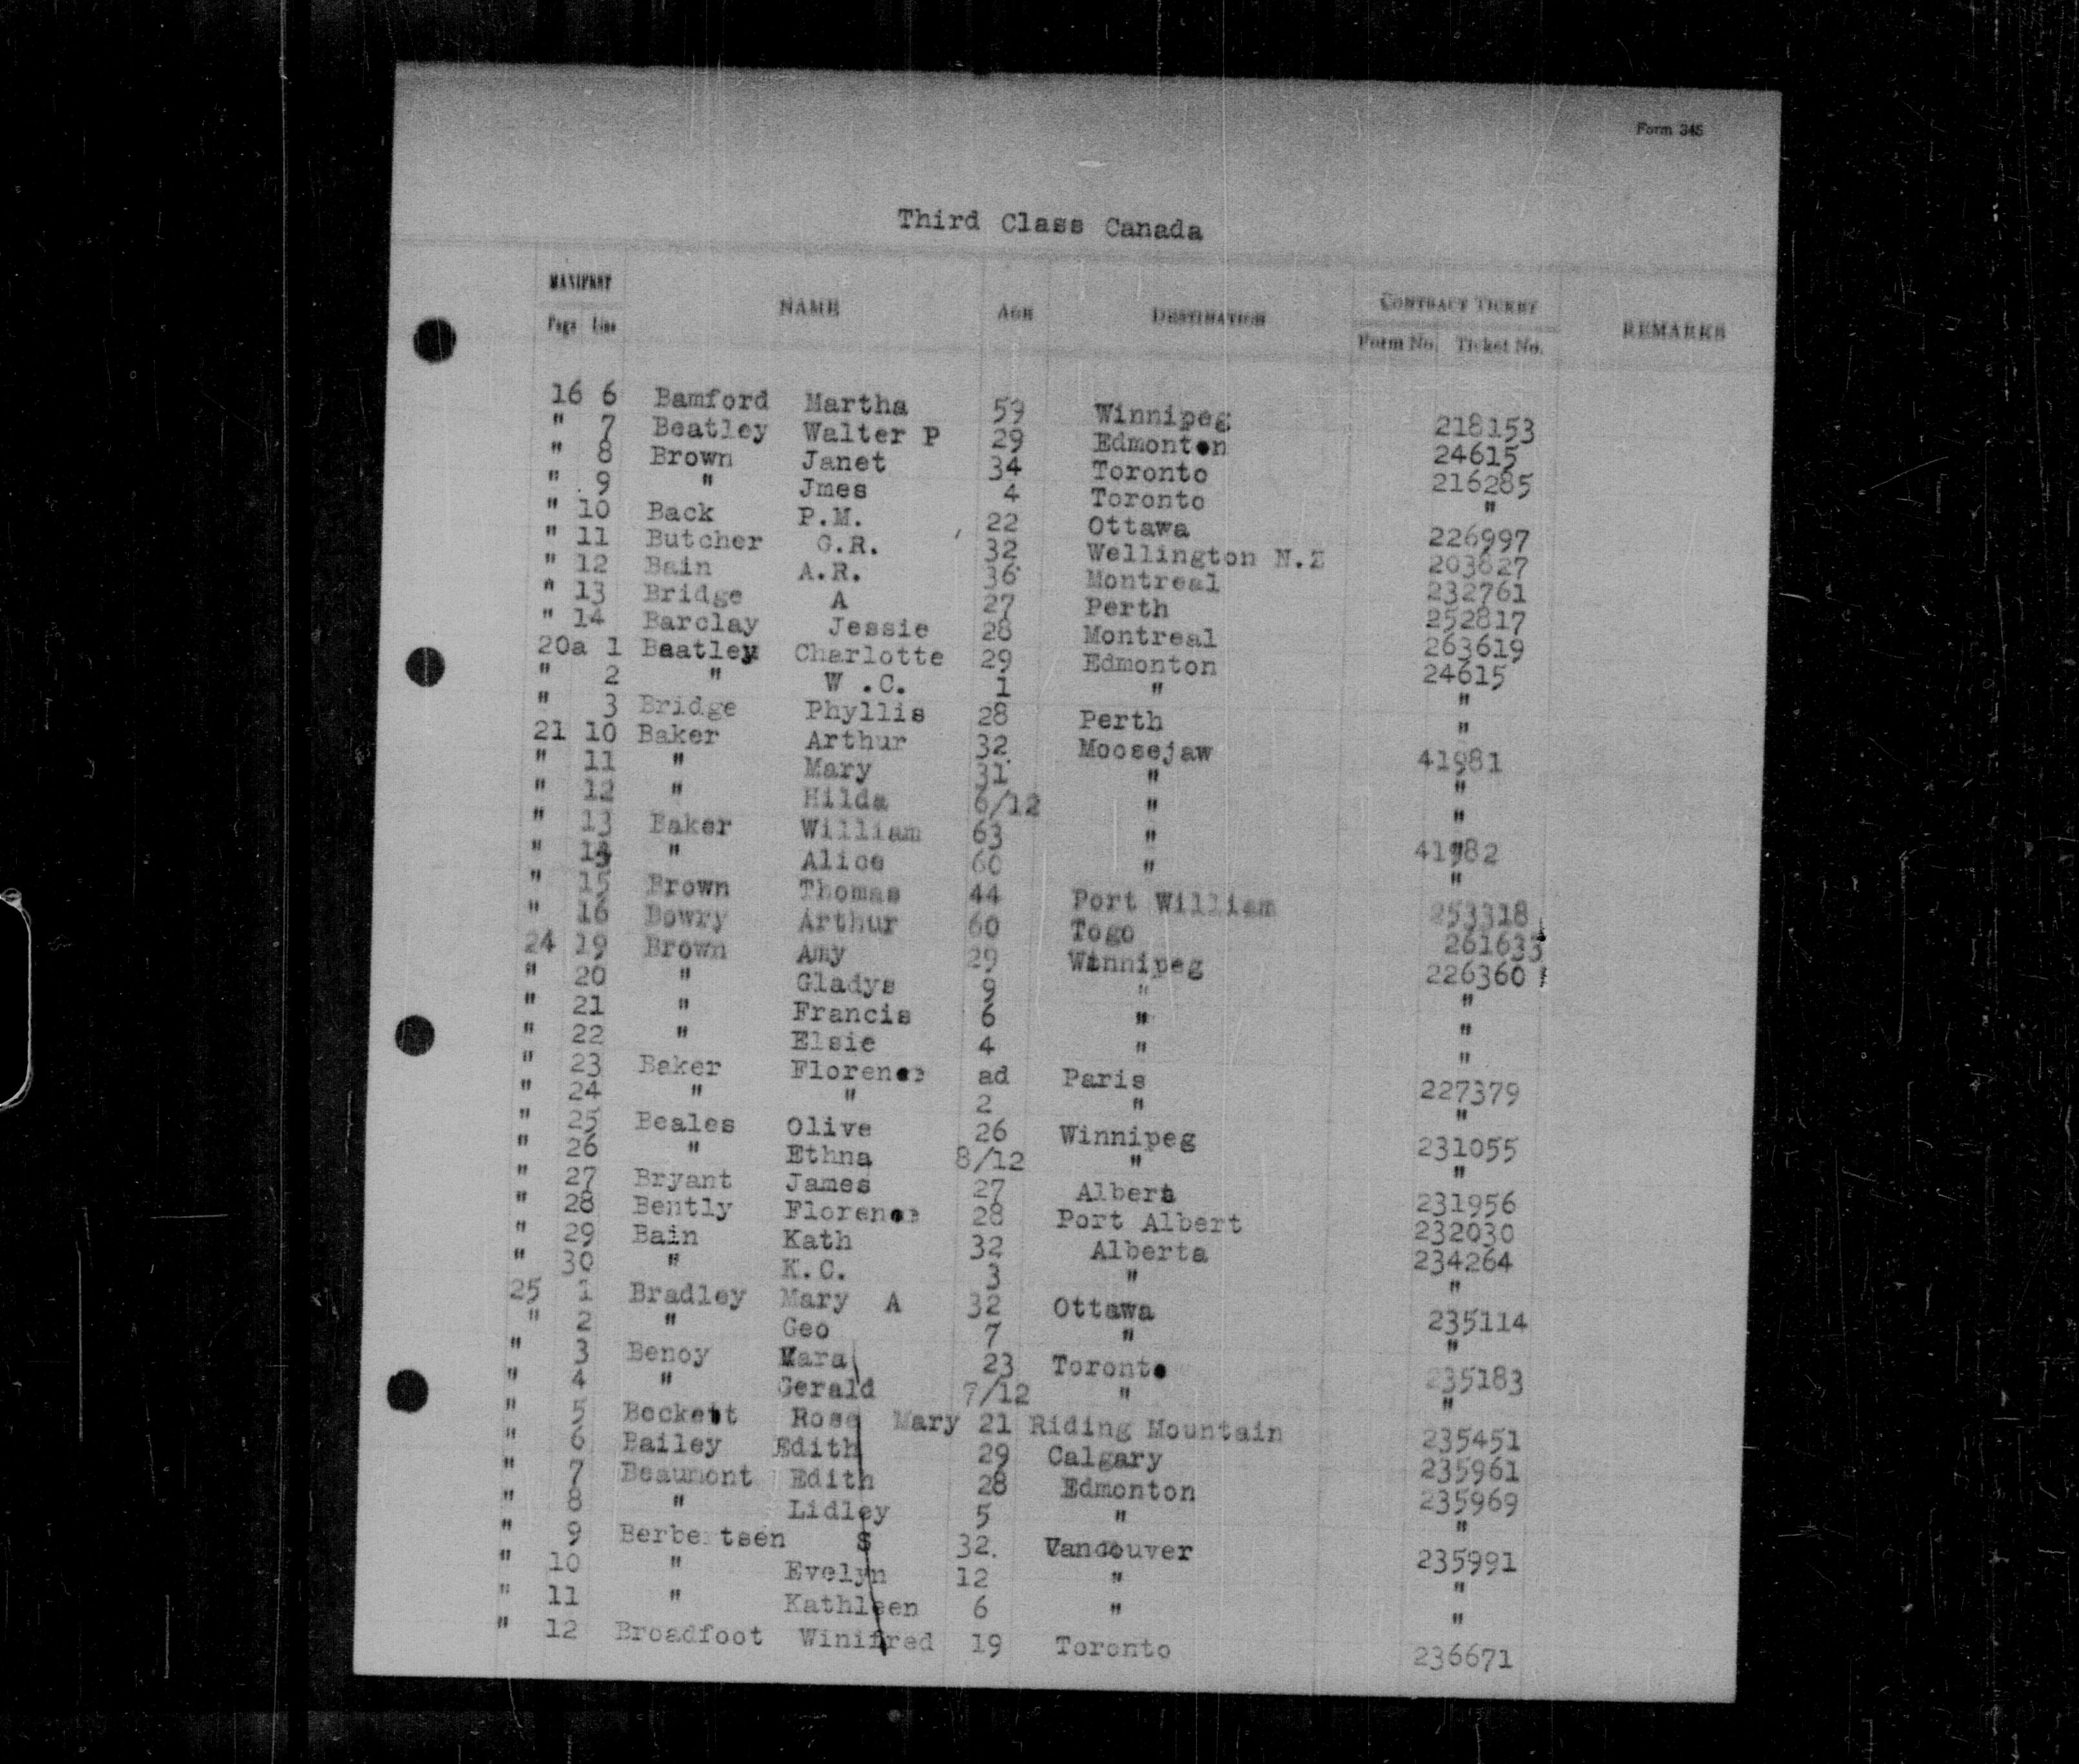 Form 345
Third Class Canada
MANIFEST NAME AGE DESTINATION CONTRACT TICKET REMARKS
Page Line Form No. Ticket No.
16 6 Bamford Martha 59 Winnipeg 218153
" 7 Beatley Walter P 29 Edmonton 24615
" 8 Brown Janet 34 Toronto 216285
" 9 " Jmes 4 Toronto "
" 10 Back P.M. 22 Ottawa 226997
" 11 Butcher G.R. 32 Wellington N.Z 203827
" 12 Bain A.R. 36 Montreal 232761
" 13 Bridge A 27 Perth 252817
" 14 Barclay Jessie 28 Montreal 263619
20a 1 Beatley Charlotte 29 Edmonton 24615
" 2 " W .C. 1 " "
" 3 Bridge Phyllis 28 Perth "
21 10 Baker Arthur 32 Moosejaw 41981
" 11 " Mary 31 " "
" 12 " Hilda 6/12 " "
" 13 Baker William 63 " 41982
" 14 " Alice 60 " "
" 15 Brown Thomas 44 Port William 253318
" 16 Bowry Arthur 60 Togo 261633
24 19 Brown Amy 29 Winnipeg 226360
" 20 " Gladys 9 " "
" 21 " Francis 6 " "
" 22 " Elsie 4 " "
" 23 Baker Florence ad Paris 227379
" 24 " " 2 " "
" 25 Beales Olive 26 Winnipeg 231055
" 26 " Ethna 8/12 " "
" 27 Bryant James 27 Alberta 231956
" 28 Bently Florence 28 Port Albert 232030
" 29 Bain Kath 32 Alberta 234264
" 30 " K.C. 3 " "
25 1 Bradley Mary A 32 Ottawa 235114
" 2 " Geo 7 " "
" 3 Benoy Mara 23 Toronto 235183
" 4 " Gerald 7/12 " "
" 5 Beckett Rose Mary 21 Riding Mountain 235451
" 6 Bailey Edith 29 Calgary 235961
" 7 Beaumont Edith 28 Edmonton 235969
" 8 " Lidley 5 " "
" 9 Berbertsen S 32. Vancouver 235991
" 10 " Evelyn 12 " "
" 11 " Kathleen 6 " "
" 12 Broadfoot Winifred 19 Toronto 236671